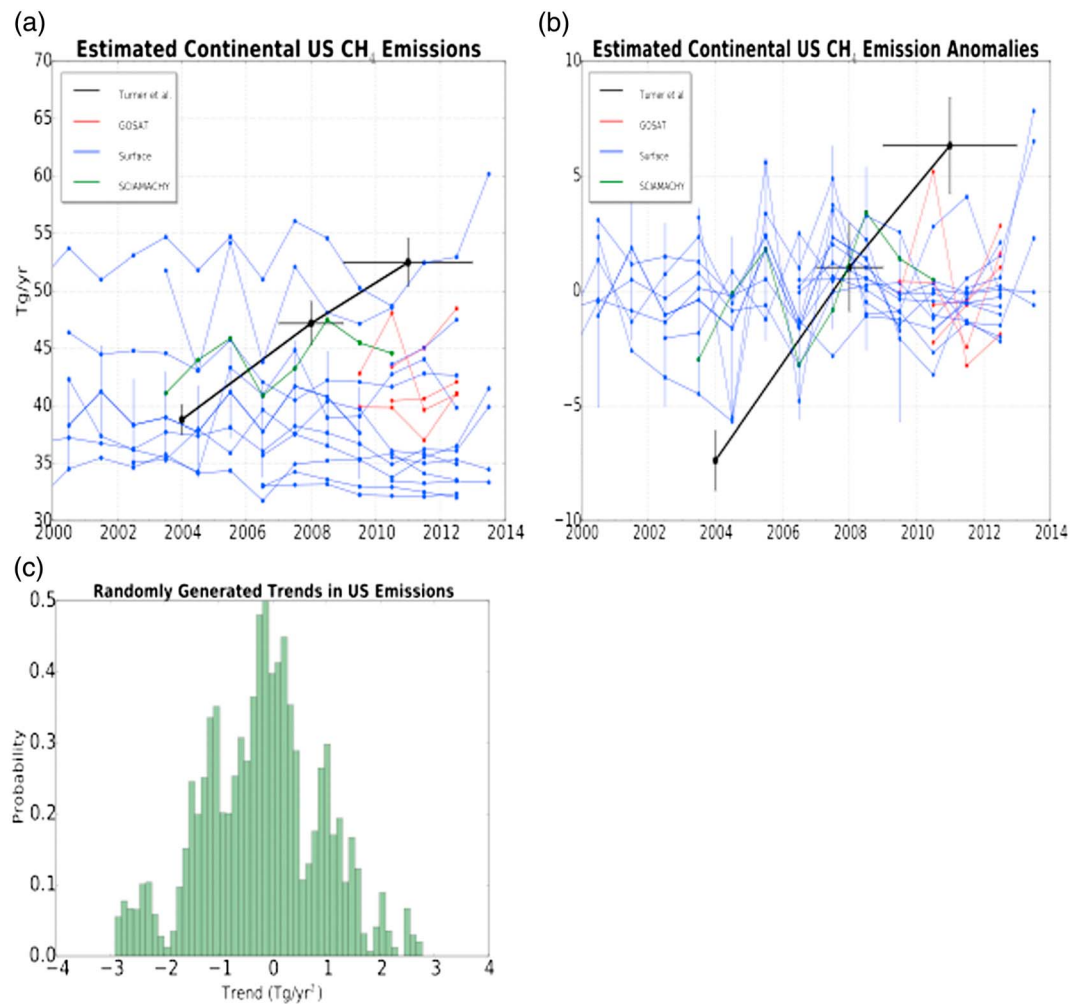 (a)
Estimated Continental US CH4 Emissions
70
65
60
55
50
45
40
35
30
Tg/yr
Turner et al.
GOSAT
Surface
SCIAMACHY
2000 2002 2004 2006 2008 2010 2012 2014
(b)
Estimated Continental US CH4 Emission Anomalies
10
5
0
−5
−10
Turner et al
GOSAT
Surface
SCIAMACHY
2000 2002 2004 2006 2008 2010 2012 2014
(c)
Randomly Generated Trends in US Emissions
0.5
0.4
0.3
0.2
0.1
0.0
Probability
−4 −3 −2 −1 0 1 2 3 4
Trend (Tg/yr²)